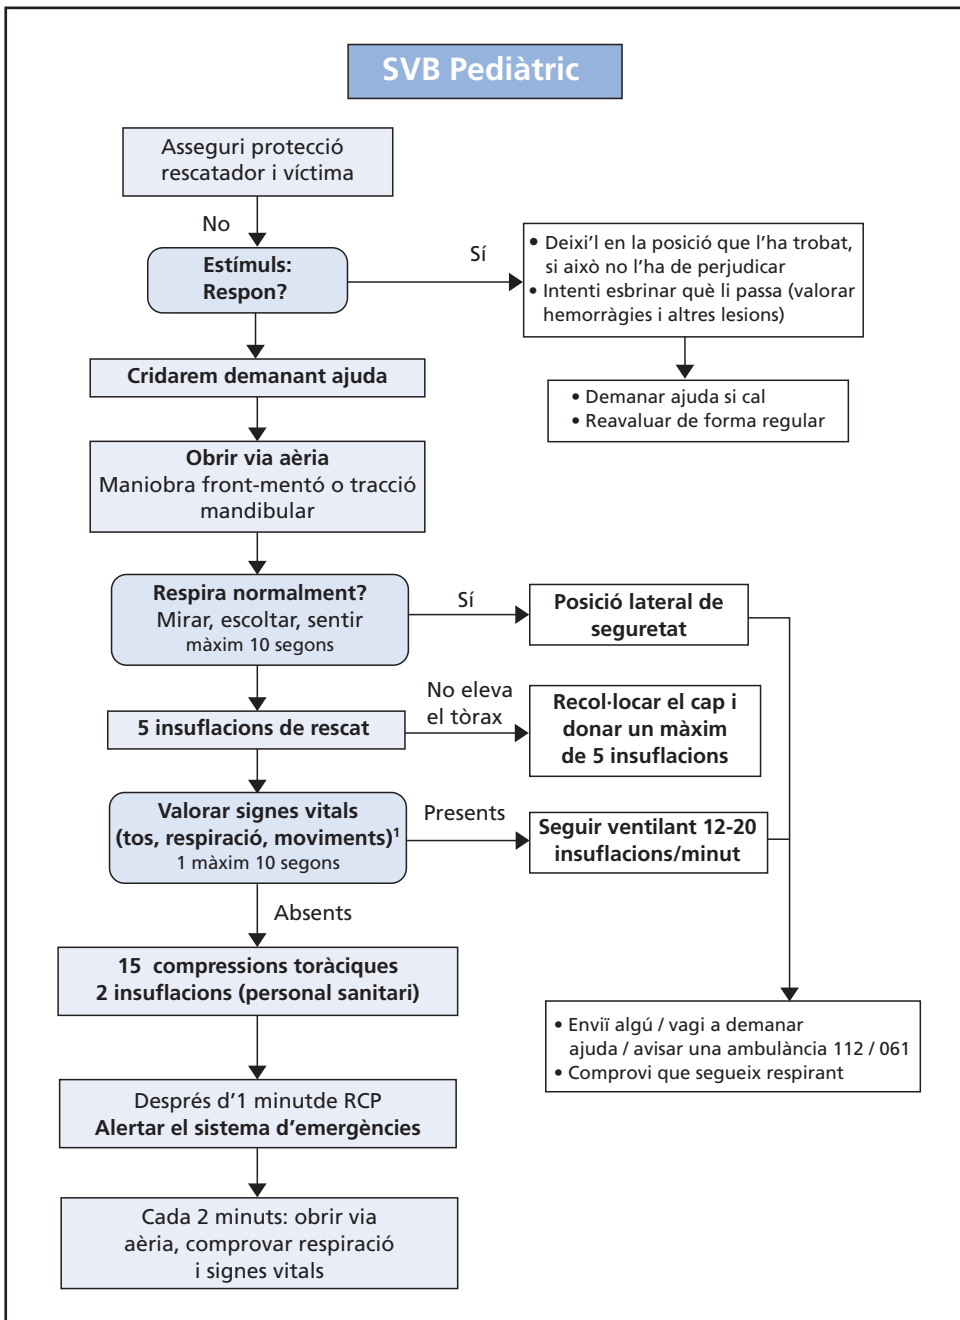 SVB Pediàtric
Asseguri protecció
rescatador i víctima
No
Estímuls:
Respon?
Sí
• Deixi'l en la posició que l'ha trobat,
si això no l'ha de perjudicar
• Intenti esbrinar què li passa (valorar
hemorràgies i altres lesions)
• Demanar ajuda si cal
• Reavaluar de forma regular
Cridarem demanant ajuda
Obrir via aèria
Maniobra front-mentó o tracció
mandibular
Respira normalment?
Mirar, escoltar, sentir
màxim 10 segons
Sí
Posició lateral de
seguretat
5 insuflacions de rescat
No eleva
el tòrax
Recol·locar el cap i
donar un màxim
de 5 insuflacions
Valorar signes vitals
(tos, respiració, moviments)¹
1 màxim 10 segons
Presents
Seguir ventilant 12-20
insuflacions/minut
Absents
15 compressions toràciques
2 insuflacions (personal sanitari)
• Enviï algú / vagi a demanar
ajuda / avisar una ambulància 112 / 061
• Comprovi que segueix respirant
Després d'1 minutde RCP
Alertar el sistema d'emergències
Cada 2 minuts: obrir via
aèria, comprovar respiració
i signes vitals